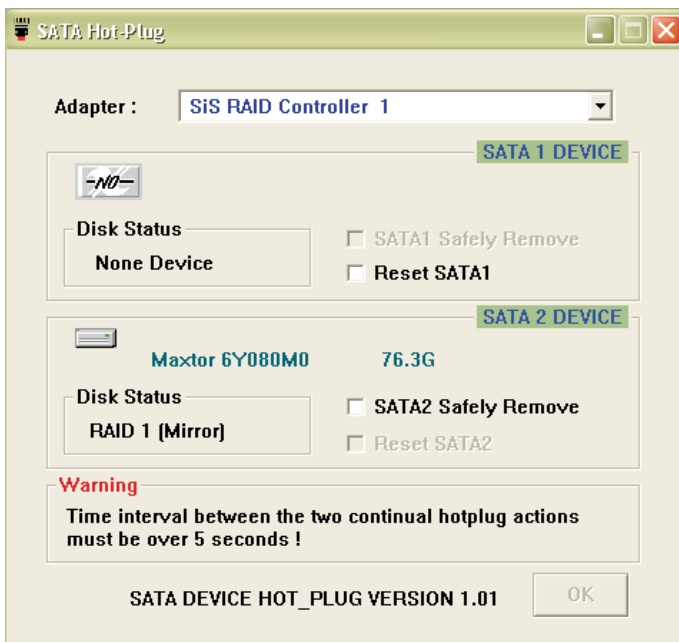 SATA Hot-Plug
Adapter : SiS RAID Controller 1
SATA 1 DEVICE
-NO-
Disk Status
None Device
SATA1 Safely Remove
Reset SATA1
SATA 2 DEVICE
Maxtor 6Y080M0 76.3G
Disk Status
RAID 1 (Mirror)
SATA2 Safely Remove
Reset SATA2
Warning
Time interval between the two continual hotplug actions
must be over 5 seconds !
SATA DEVICE HOT_PLUG VERSION 1.01
OK